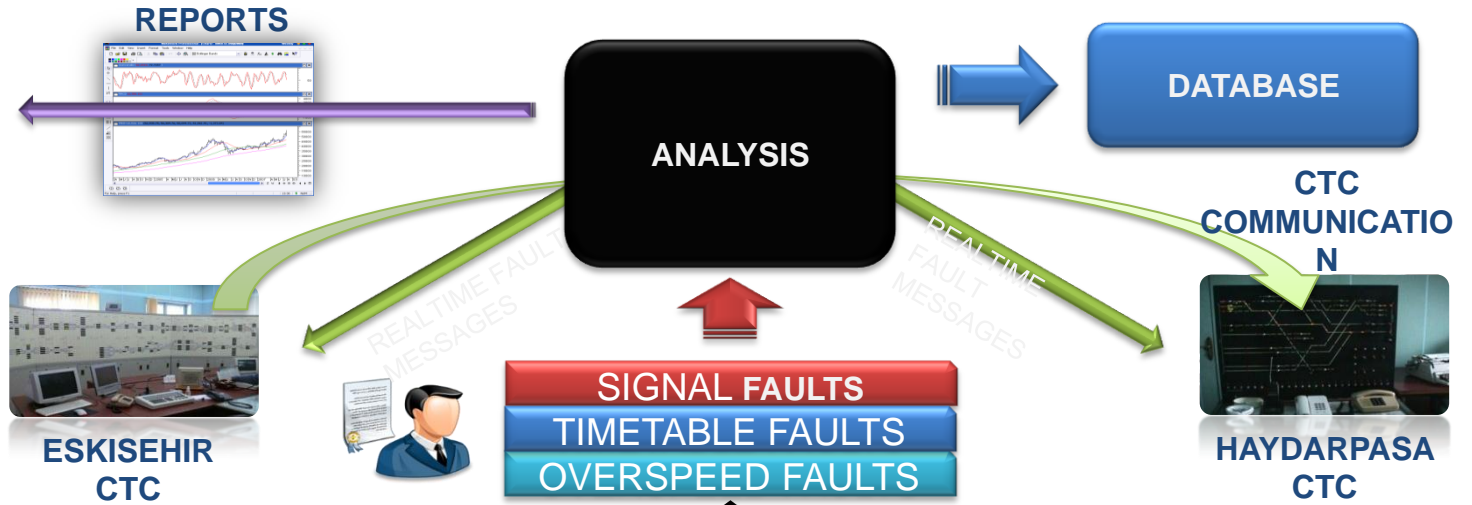 REPORTS
ANALYSIS
DATABASE
CTC
COMMUNICATIO
N
REALTIME FAULT
MESSAGES
REALTIME
FAULT
MESSAGES
SIGNAL FAULTS
TIMETABLE FAULTS
OVERSPEED FAULTS
ESKISEHIR
CTC
HAYDARPASA
CTC